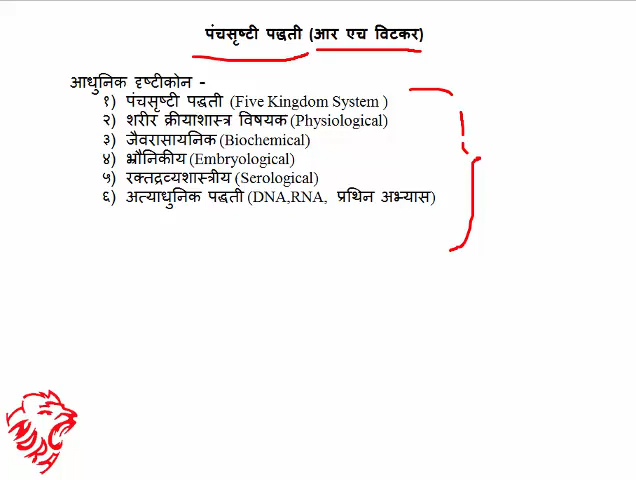 पंचसृष्टी पद्धती (आर एच विटकर)
आधुनिक दृष्टीकोन -
१) पंचसृष्टी पद्धती (Five Kingdom System )
२) शरीर क्रीयाशास्त्र विषयक (Physiological)
३) जैवरासायनिक (Biochemical)
४) भ्रौनिकीय (Embryological)
५) रक्तद्रव्यशास्त्रीय (Serological)
६) अत्याधुनिक पद्धती (DNA,RNA, प्रथिन अभ्यास)